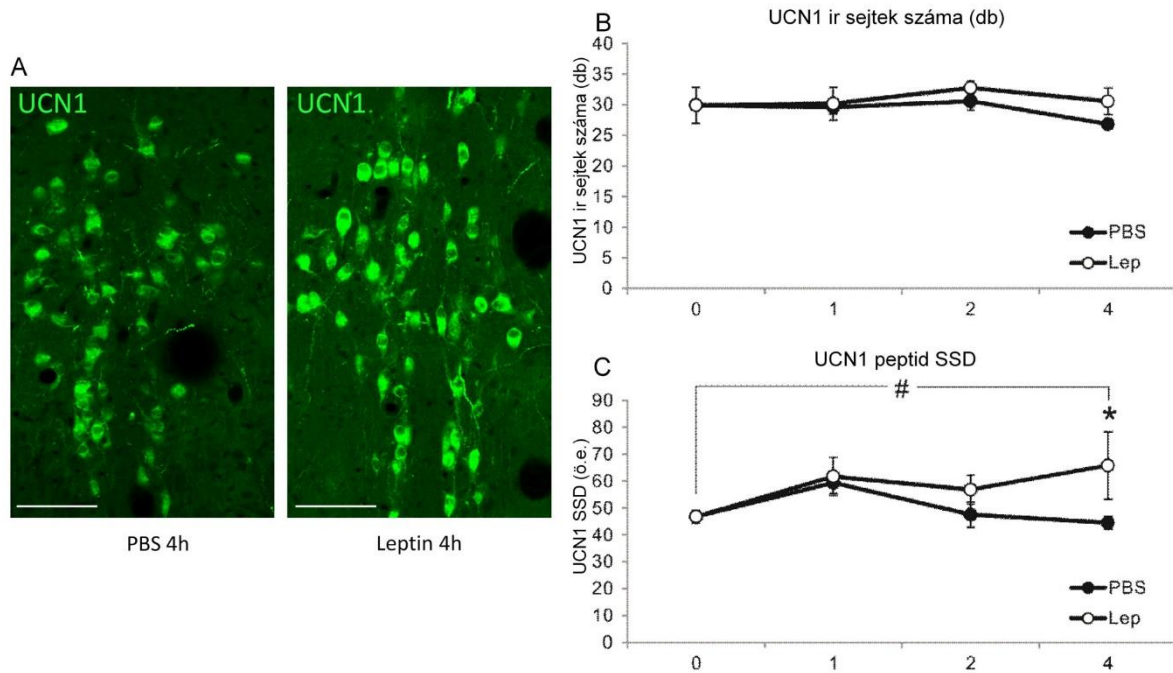 A
UCN1
UCN1
PBS 4h
Leptin 4h
B
UCN1 ir sejtek száma (db)
UCN1 ir sejtek száma (db)
40
35
30
25
20
15
10
5
0
PBS
Lep
0 1 2 4
C
UCN1 peptid SSD
UCN1 SSD (ö.e.)
90
80
70
60
50
40
30
20
10
0
#
*
PBS
Lep
0 1 2 4